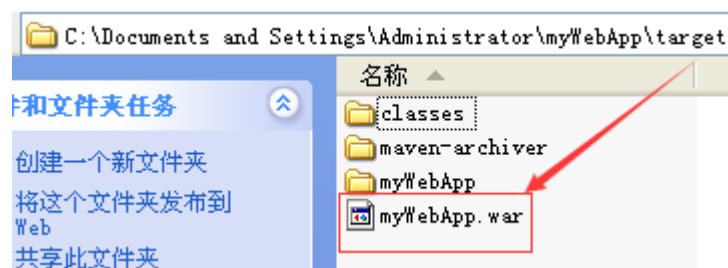 C:\Documents and Settings\Administrator\myWebApp\target
名称
件和文件夹任务
创建一个新文件夹
将这个文件夹发布到
Web
共享此文件夹
classes
maven-archiver
myWebApp
myWebApp.war